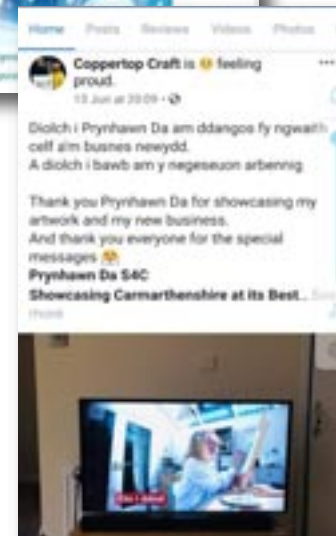 Home Posts Reviews Videos Photos
Coppertop Craft is feeling
proud.
15 Jun at 20:09
Diolch i Prynhawn Da am ddangos fy ngwaith
celf a'm busnes newydd.
A diolch i bawb am y negeseuon arbennig
Thank you Prynhawn Da for showcasing my
artwork and my new business.
And thank you everyone for the special
messages
Prynhawn Da S4C
Showcasing Carmarthenshire at its Best..
more